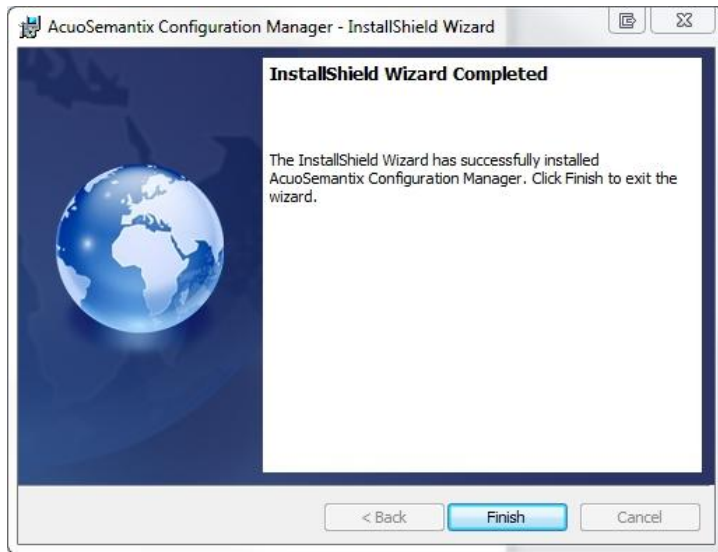 AcuoSemantix Configuration Manager - InstallShield Wizard
InstallShield Wizard Completed
The InstallShield Wizard has successfully installed
AcuoSemantix Configuration Manager. Click Finish to exit the
wizard.
< Back
Finish
Cancel